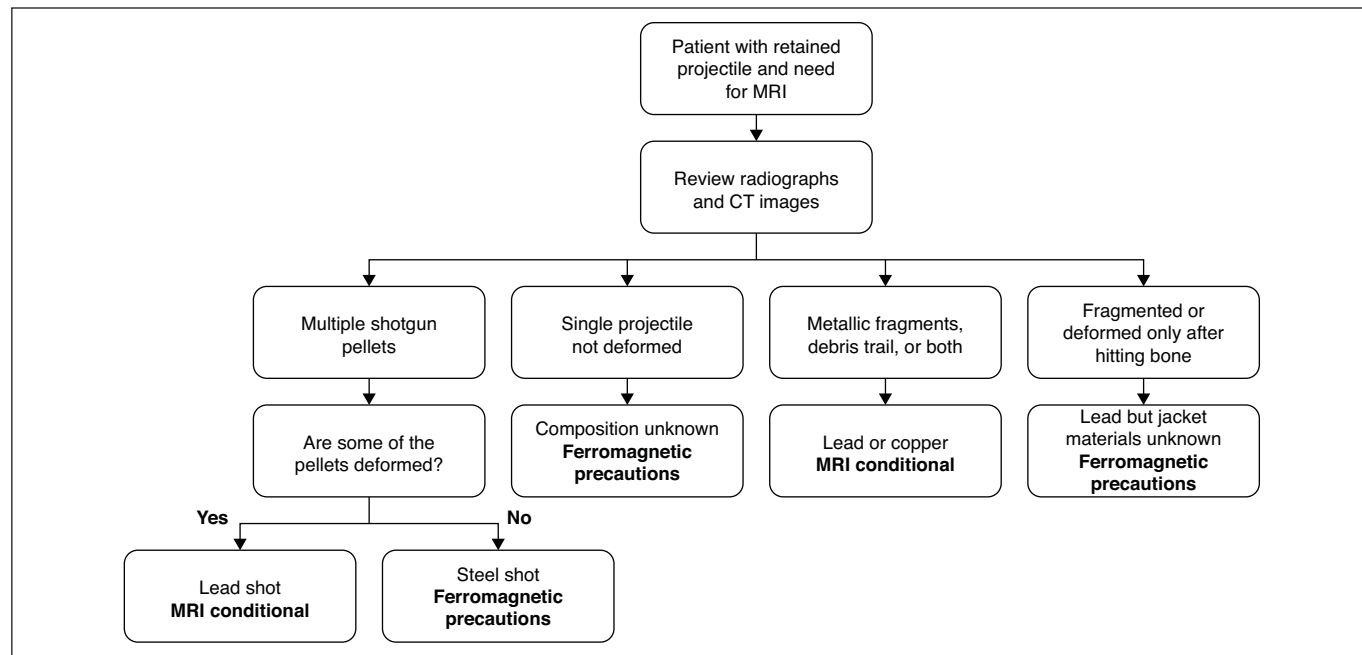 Patient with retained
projectile and need
for MRI
Review radiographs
and CT images
Multiple shotgun
pellets
Single projectile
not deformed
Metallic fragments,
debris trail, or both
Fragmented or
deformed only after
hitting bone
Are some of the
pellets deformed?
Composition unknown
Ferromagnetic
precautions
Lead or copper
MRI conditional
Lead but jacket
materials unknown
Ferromagnetic
precautions
Yes
No
Lead shot
MRI conditional
Steel shot
Ferromagnetic
precautions